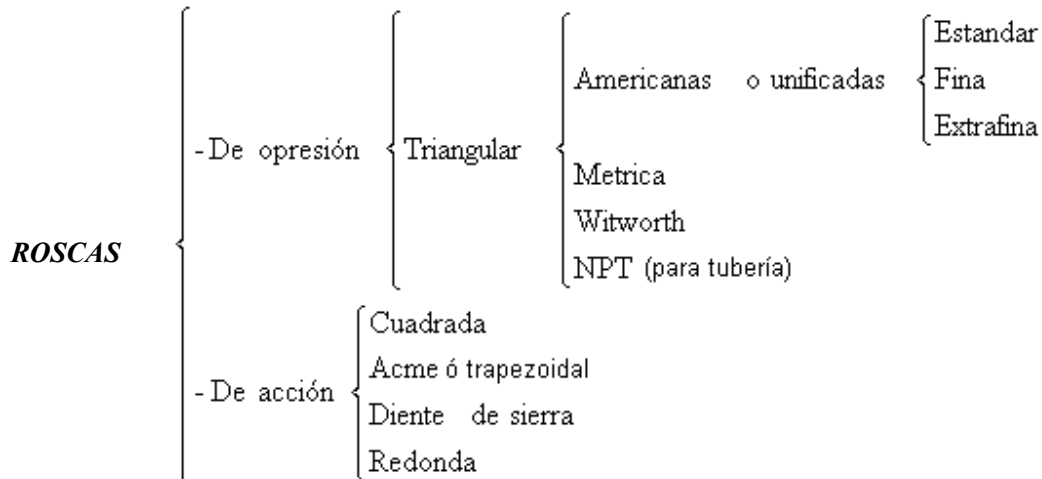 ROSCAS
- De opresión
Triangular
Americanas o unificadas
Estandar
Fina
Extrafina
Metrica
Witworth
NPT (para tubería)
- De acción
Cuadrada
Acme ó trapezoidal
Diente de sierra
Redonda